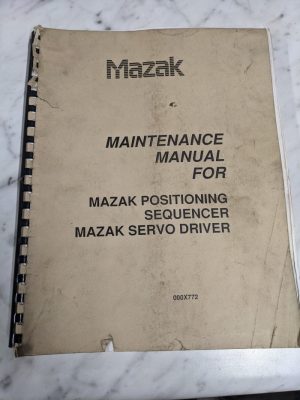 Mazak
MAINTENANCE
MANUAL
FOR
MAZAK POSITIONING
SEQUENCER
MAZAK SERVO DRIVER
000X772